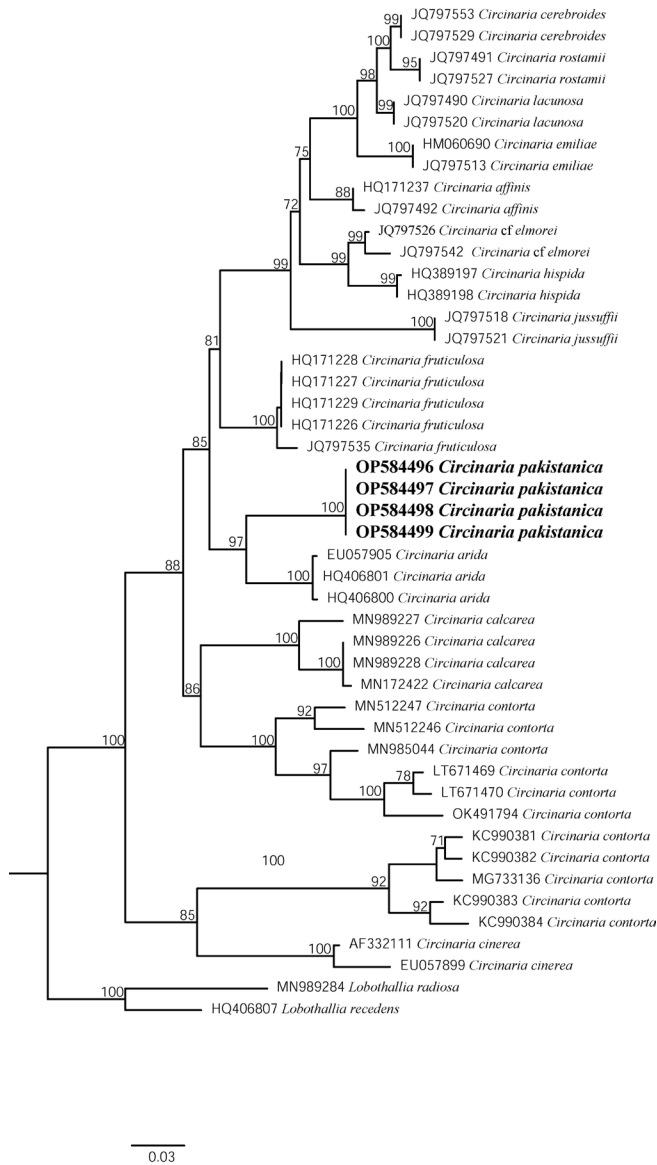 JQ797553 Circinaria cerebroides
99
JQ797529 Circinaria cerebroides
100
JQ797491 Circinaria rostamii
95
98
JQ797527 Circinaria rostamii
JQ797490 Circinaria lacunosa
99
100
JQ797520 Circinaria lacunosa
HM060690 Circinaria emiliae
100
75
JQ797513 Circinaria emiliae
HQ171237 Circinaria affinis
88
72
JQ797492 Circinaria affinis
JQ797526 Circinaria cf elmorei
99
JQ797542 Circinaria cf elmorei
99
99
HQ389197 Circinaria hispida
99
HQ389198 Circinaria hispida
JQ797518 Circinaria jussuffii
100
JQ797521 Circinaria jussuffii
81
HQ171228 Circinaria fruticulosa
HQ171227 Circinaria fruticulosa
HQ171229 Circinaria fruticulosa
100
HQ171226 Circinaria fruticulosa
85
JQ797535 Circinaria fruticulosa
OP584496 Circinaria pakistanica
OP584497 Circinaria pakistanica
100
OP584498 Circinaria pakistanica
OP584499 Circinaria pakistanica
97
EU057905 Circinaria arida
88
100
HQ406801 Circinaria arida
HQ406800 Circinaria arida
MN989227 Circinaria calcarea
100
MN989226 Circinaria calcarea
100
MN989228 Circinaria calcarea
86
MN172422 Circinaria calcarea
MN512247 Circinaria contorta
92
MN512246 Circinaria contorta
100
100
MN985044 Circinaria contorta
97
LT671469 Circinaria contorta
78
100
LT671470 Circinaria contorta
OK491794 Circinaria contorta
KC990381 Circinaria contorta
71
100
KC990382 Circinaria contorta
92
MG733136 Circinaria contorta
KC990383 Circinaria contorta
92
85
KC990384 Circinaria contorta
AF332111 Circinaria cinerea
100
EU057899 Circinaria cinerea
MN989284 Lobothallia radiosa
100
HQ406807 Lobothallia recedens
0.03